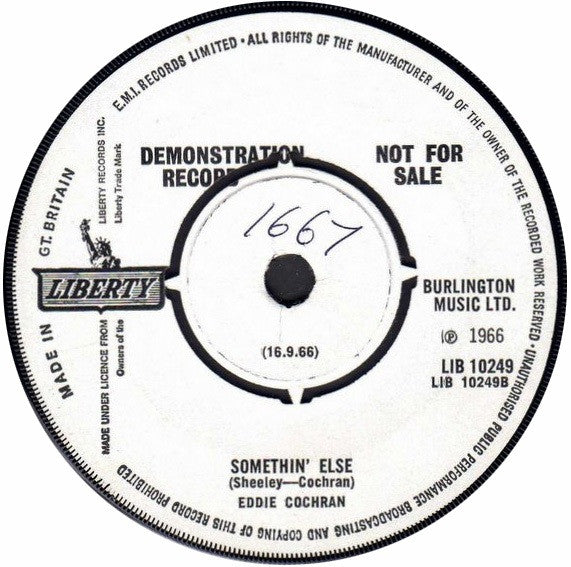 E.M.I. RECORDS LIMITED • ALL RIGHTS OF THE MANUFACTURER AND OF THE OWNER OF THE RECORDED WORK RESERVED • UNAUTHORISED PUBLIC PERFORMANCE BROADCASTING AND COPYING OF THIS RECORD PROHIBITED
MADE IN GT. BRITAIN
DEMONSTRATION
RECORD
NOT FOR
SALE
1667
LIBERTY RECORDS INC.
Liberty Trade Mark
LIBERTY
MADE UNDER LICENCE FROM
Owners of the
BURLINGTON
MUSIC LTD.
℗ 1966
LIB 10249
LIB 10249B
(16.9.66)
SOMETHIN' ELSE
(Sheeley—Cochran)
EDDIE COCHRAN